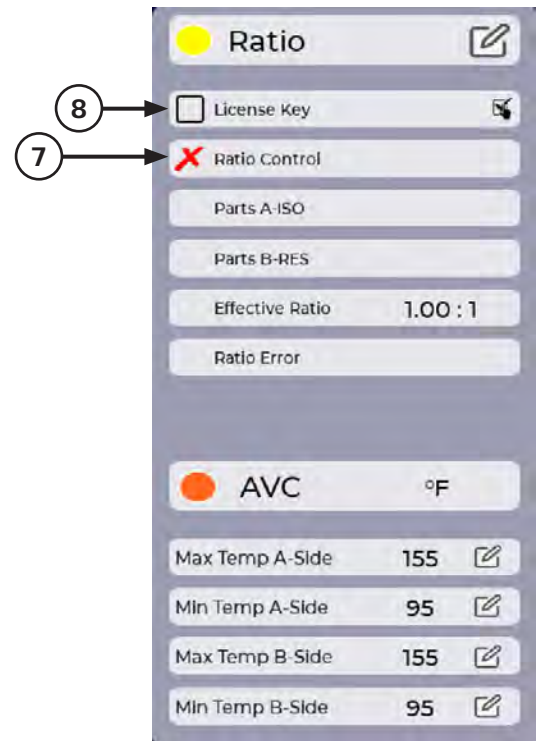 Ratio
8
License Key
7
Ratio Control
Parts A-ISO
Parts B-RES
Effective Ratio 1.00 : 1
Ratio Error
AVC °F
Max Temp A-Side 155
Min Temp A-Side 95
Max Temp B-Side 155
Min Temp B-Side 95